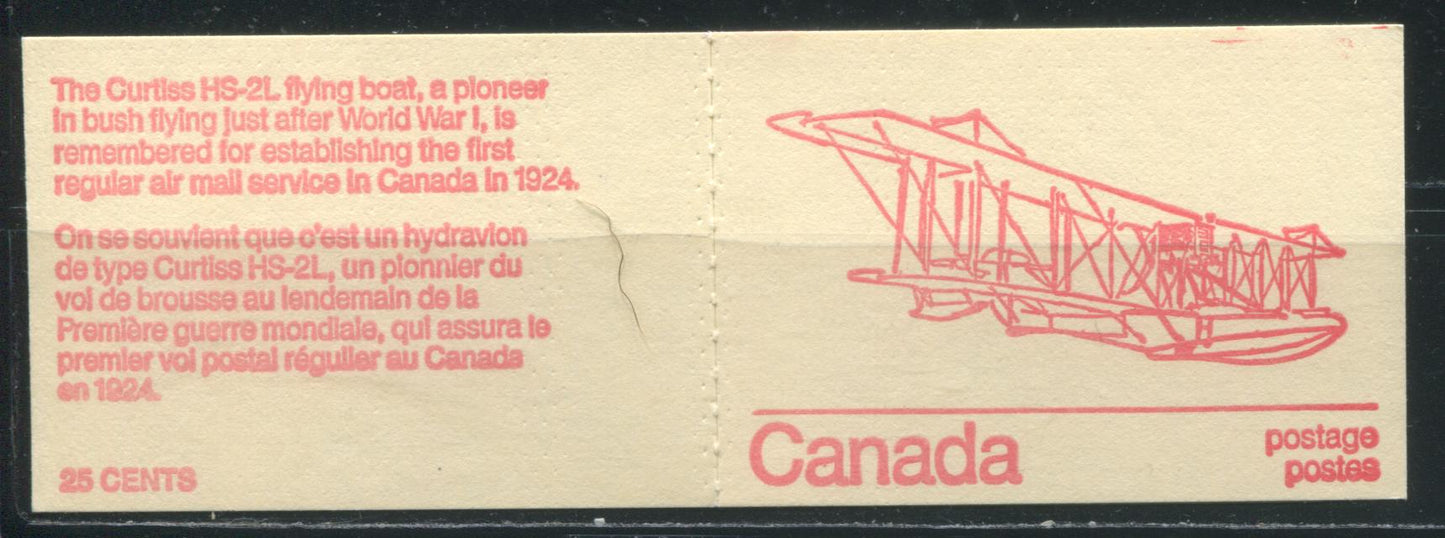 The Curtiss HS-2L flying boat, a pioneer
in bush flying just after World War I, is
remembered for establishing the first
regular air mail service in Canada in 1924.
On se souvient que c'est un hydravion
de type Curtiss HS-2L, un pionnier du
vol de brousse au lendemain de la
Première guerre mondiale, qui assura le
premier vol postal régulier au Canada
en 1924.
25 CENTS
Canada
postage
postes